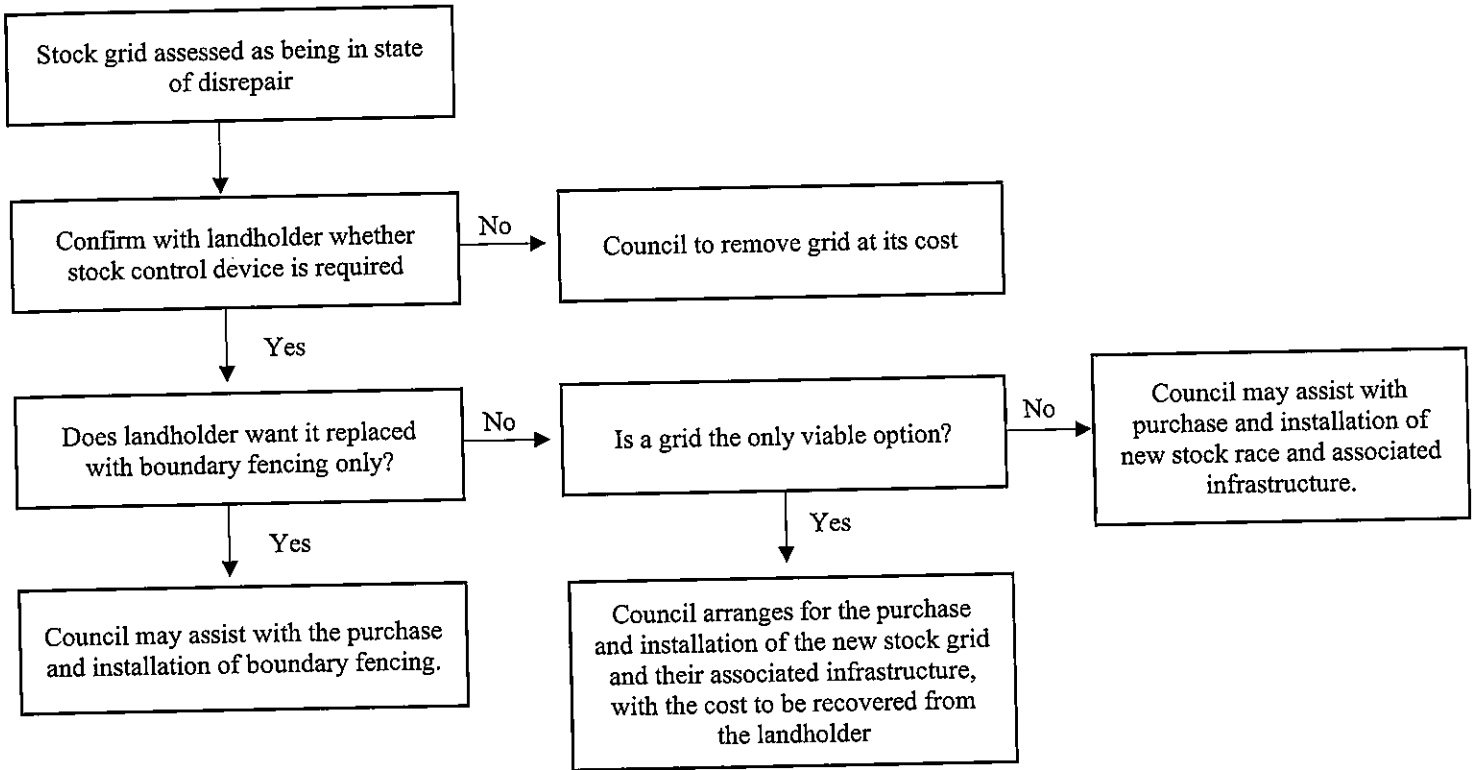 Stock grid assessed as being in state
of disrepair
Confirm with landholder whether
stock control device is required
No
Council to remove grid at its cost
Yes
Does landholder want it replaced
with boundary fencing only?
No
Is a grid the only viable option?
No
Council may assist with
purchase and installation of
new stock race and associated
infrastructure.
Yes
Yes
Council may assist with the purchase
and installation of boundary fencing.
Council arranges for the purchase
and installation of the new stock grid
and their associated infrastructure,
with the cost to be recovered from
the landholder